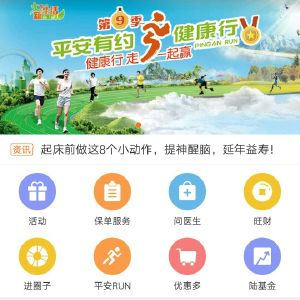 生活
第9季
平安有约 健康行
PINGAN RUN
健康行 走 一起赢
资讯 起床前做这8个小动作，提神醒脑，延年益寿！
活动 保单服务 问医生 旺财
进圈子 平安RUN 优惠多 陆基金